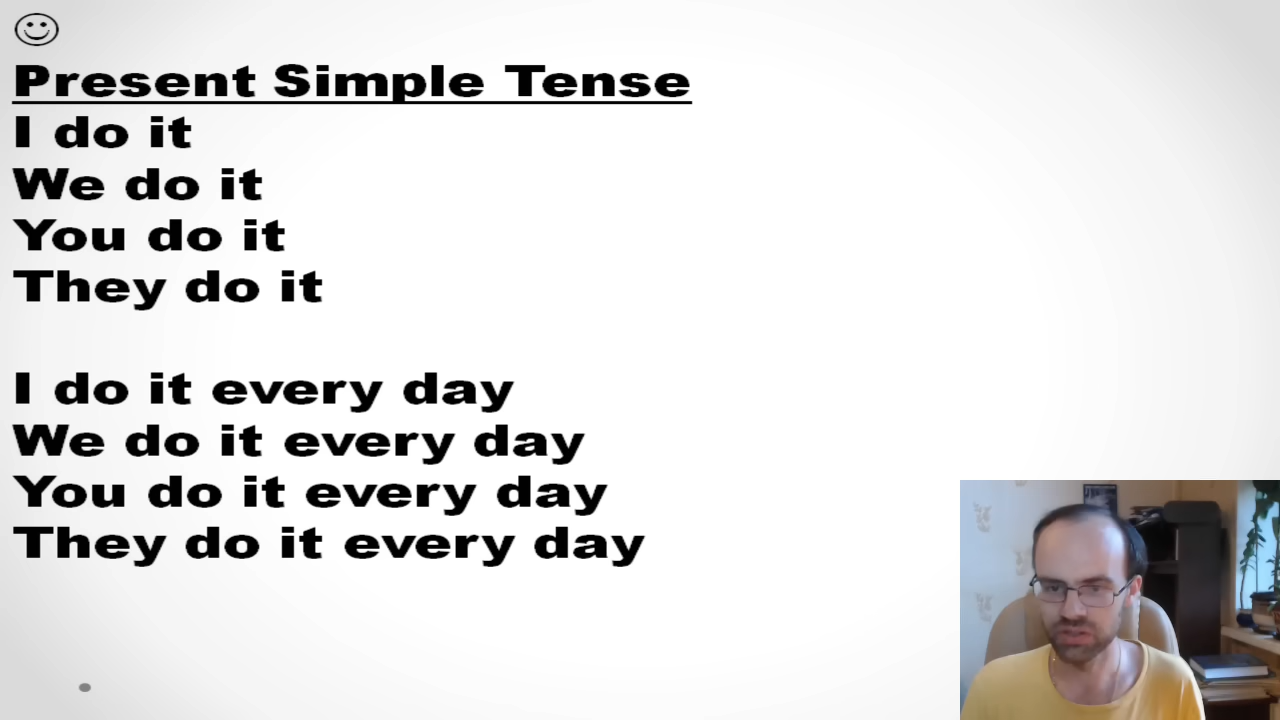 Present Simple Tense
I do it
We do it
You do it
They do it
I do it every day
We do it every day
You do it every day
They do it every day